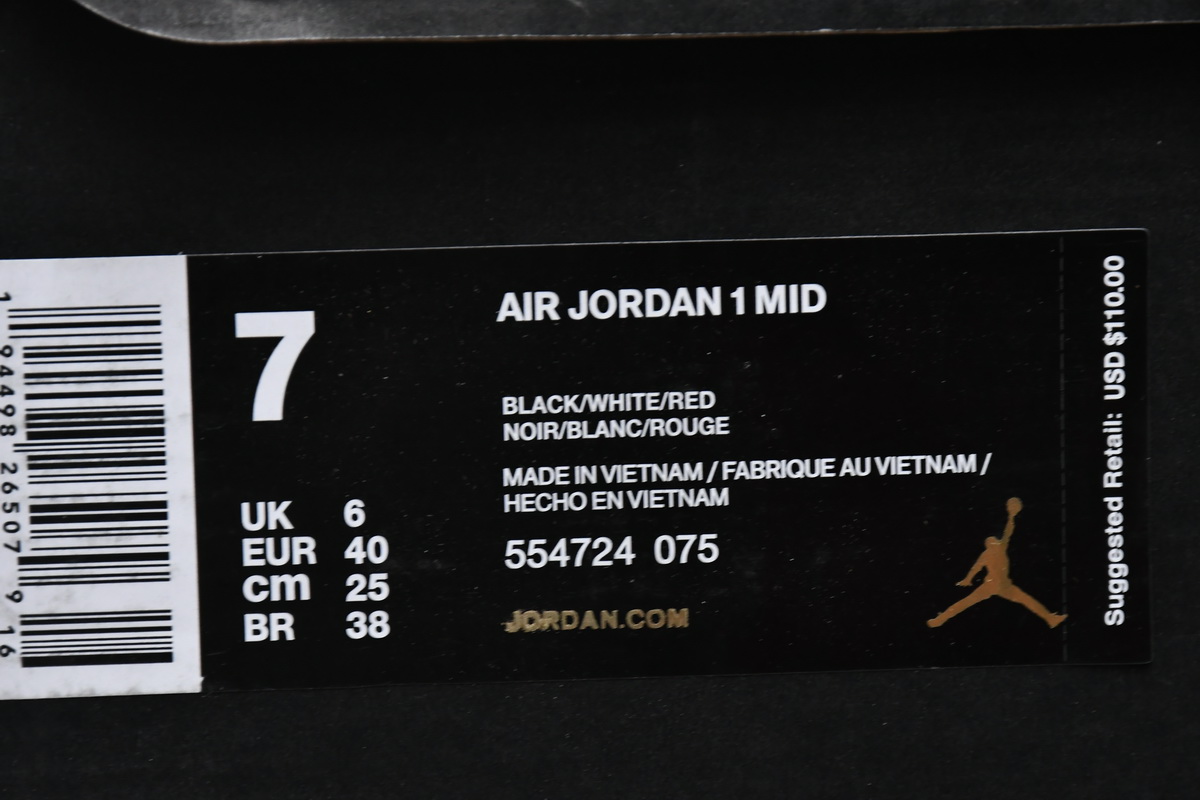 1 94498 26507 9 16
7
UK 6
EUR 40
cm 25
BR 38
AIR JORDAN 1 MID
BLACK/WHITE/RED
NOIR/BLANC/ROUGE
MADE IN VIETNAM / FABRIQUE AU VIETNAM /
HECHO EN VIETNAM
554724 075
JORDAN.COM
Suggested Retail: USD $110.00